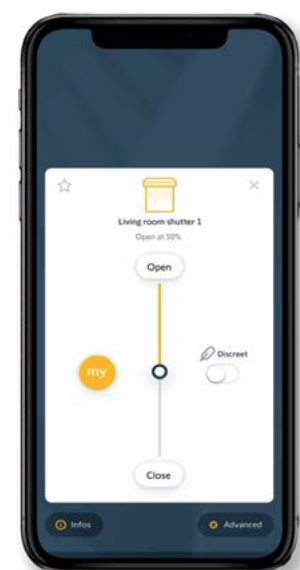 Living room shutter 1
Open at 50%
Open
my
Discreet
Close
Infos
Advanced